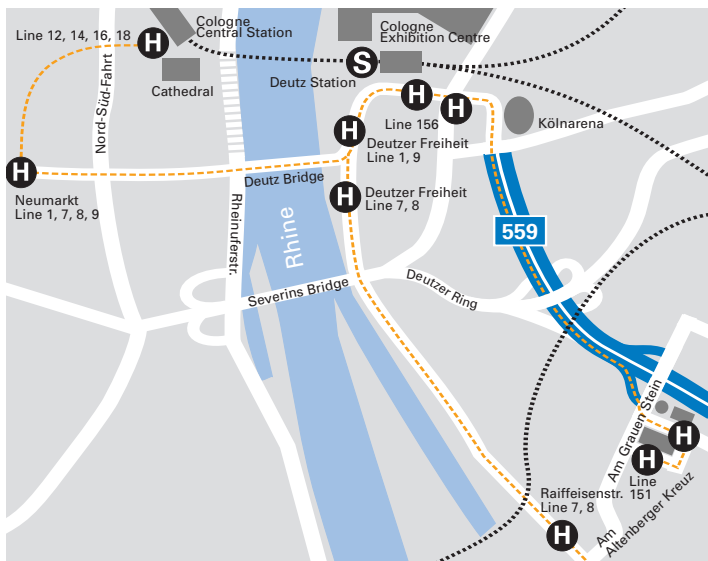 Line 12, 14, 16, 18
H
Cologne
Central Station
Cathedral
Nord-Süd-Fahrt
Cologne
Exhibition Centre
S
Deutz Station
H
H
Line 156
Kölnarena
H
Deutzer Freiheit
Line 1, 9
H
Neumarkt
Line 1, 7, 8, 9
Deutz Bridge
H
Deutzer Freiheit
Line 7, 8
Rheinuferstr.
Rhine
559
Severins Bridge
Deutzer Ring
Am Grauen Stein
H
H
Line
151
Raiffeisenstr.
Line 7, 8
H
Am
Altenberger Kreuz